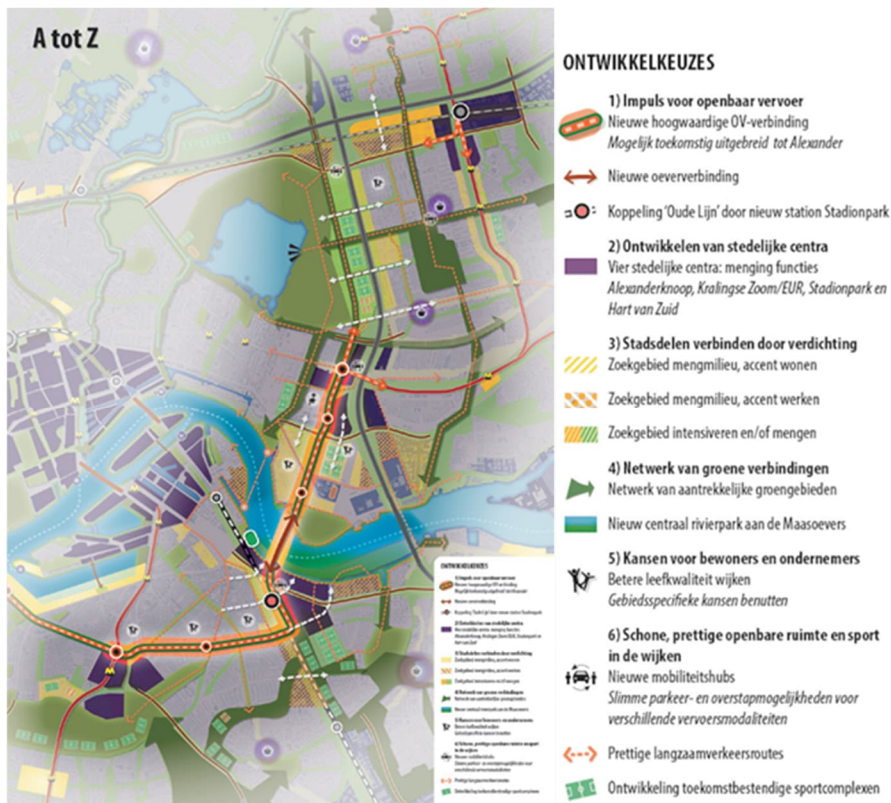 A tot Z
ONTWIKKELKEUZES
1) Impuls voor openbaar vervoer
Nieuwe hoogwaardige OV-verbinding
Mogelijk toekomstig uitgebreid tot Alexander
Nieuwe oeververbinding
Koppeling ‘Oude Lijn’ door nieuw station Stadionpark
2) Ontwikkelen van stedelijke centra
Vier stedelijke centra: menging functies
Alexanderknoop, Kralingse Zoom/EUR, Stadionpark en
Hart van Zuid
3) Stadsdelen verbinden door verdichting
Zoekgebied mengmilieu, accent wonen
Zoekgebied mengmilieu, accent werken
Zoekgebied intensiveren en/of mengen
4) Netwerk van groene verbindingen
Netwerk van aantrekkelijke groengebieden
Nieuw centraal rivierpark aan de Maasoevers
5) Kansen voor bewoners en ondernemers
Betere leefkwaliteit wijken
Gebiedsspecifieke kansen benutten
6) Schone, prettige openbare ruimte en sport
in de wijken
Nieuwe mobiliteitshubs
Slimme parkeer- en overstapmogelijkheden voor
verschillende vervoersmodaliteiten
Prettige langzaamverkeersroutes
Ontwikkeling toekomstbestendige sportcomplexen
ONTWIKKELKEUZES